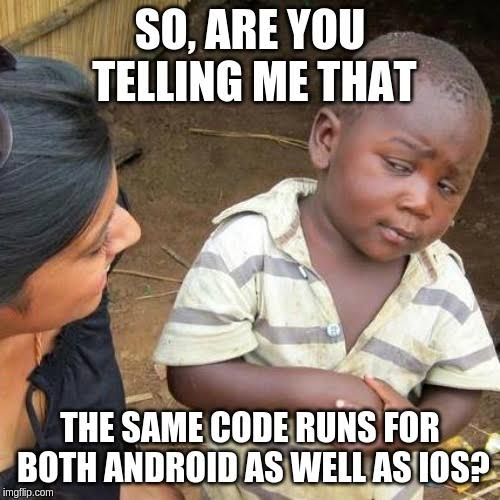 SO, ARE YOU
TELLING ME THAT
THE SAME CODE RUNS FOR
BOTH ANDROID AS WELL AS IOS?
imgflip.com